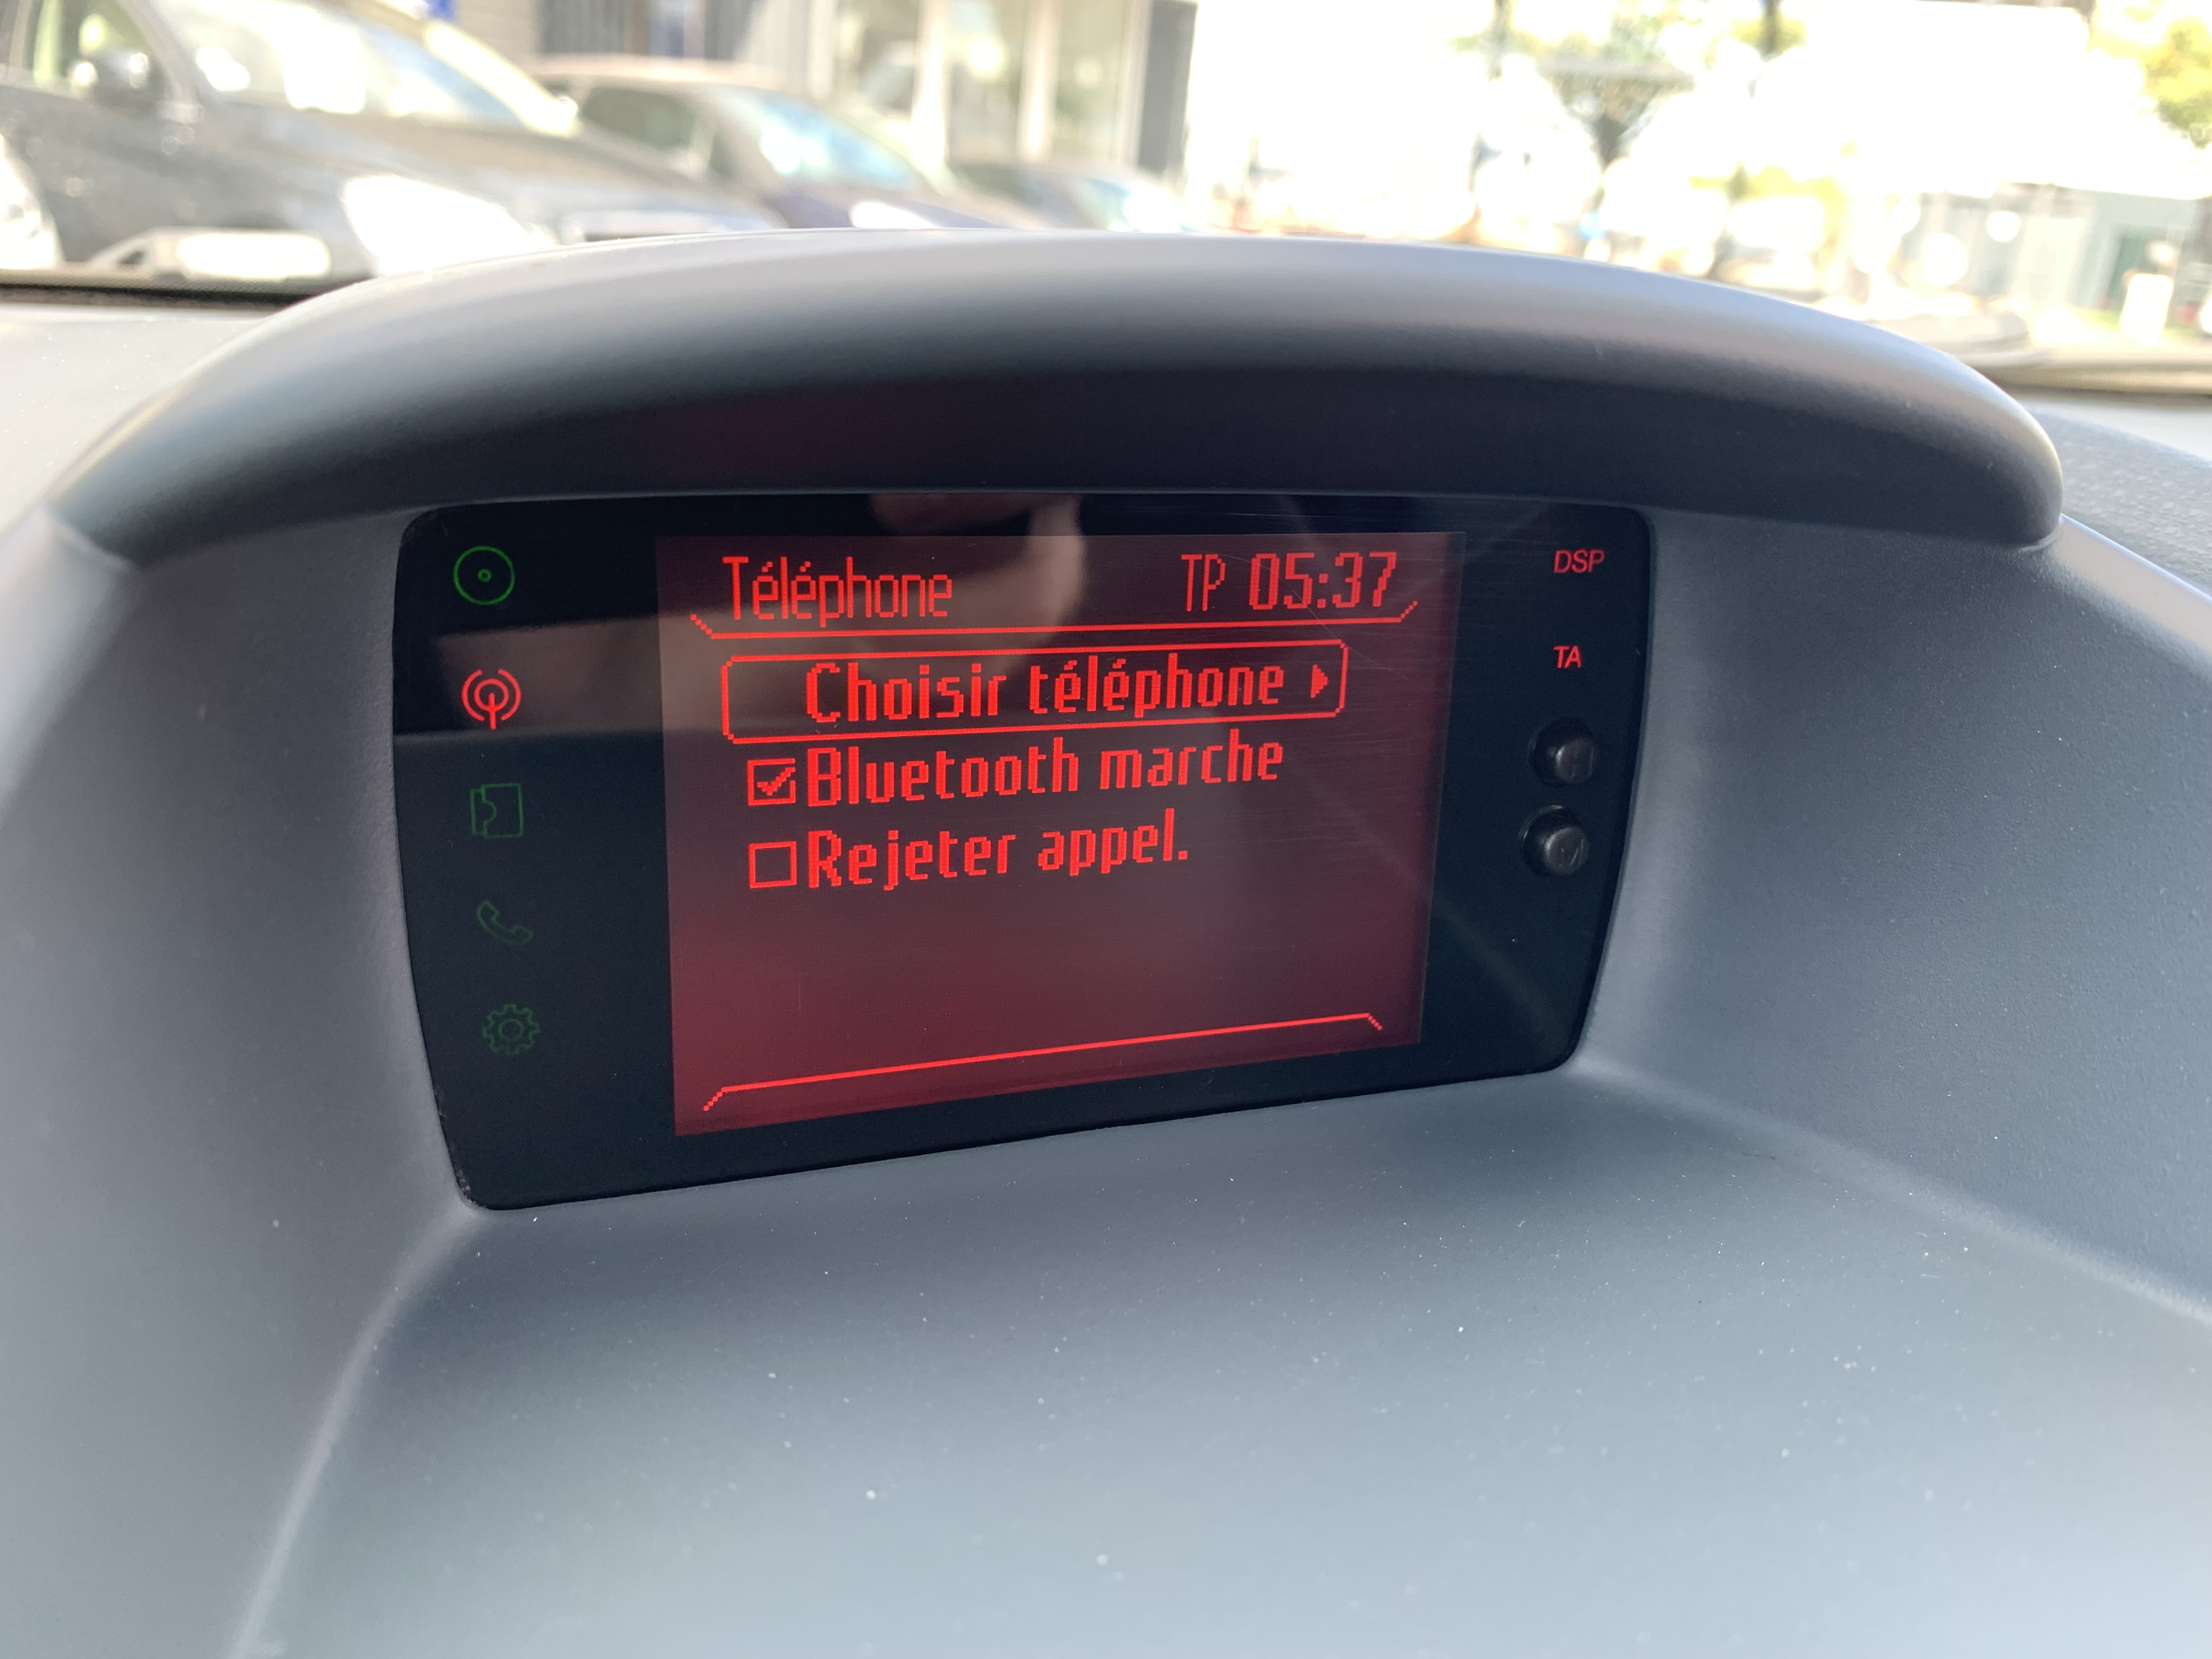 Téléphone TP 05:37
Choisir téléphone
Bluetooth marche
Rejeter appel.
DSP
TA
H
M